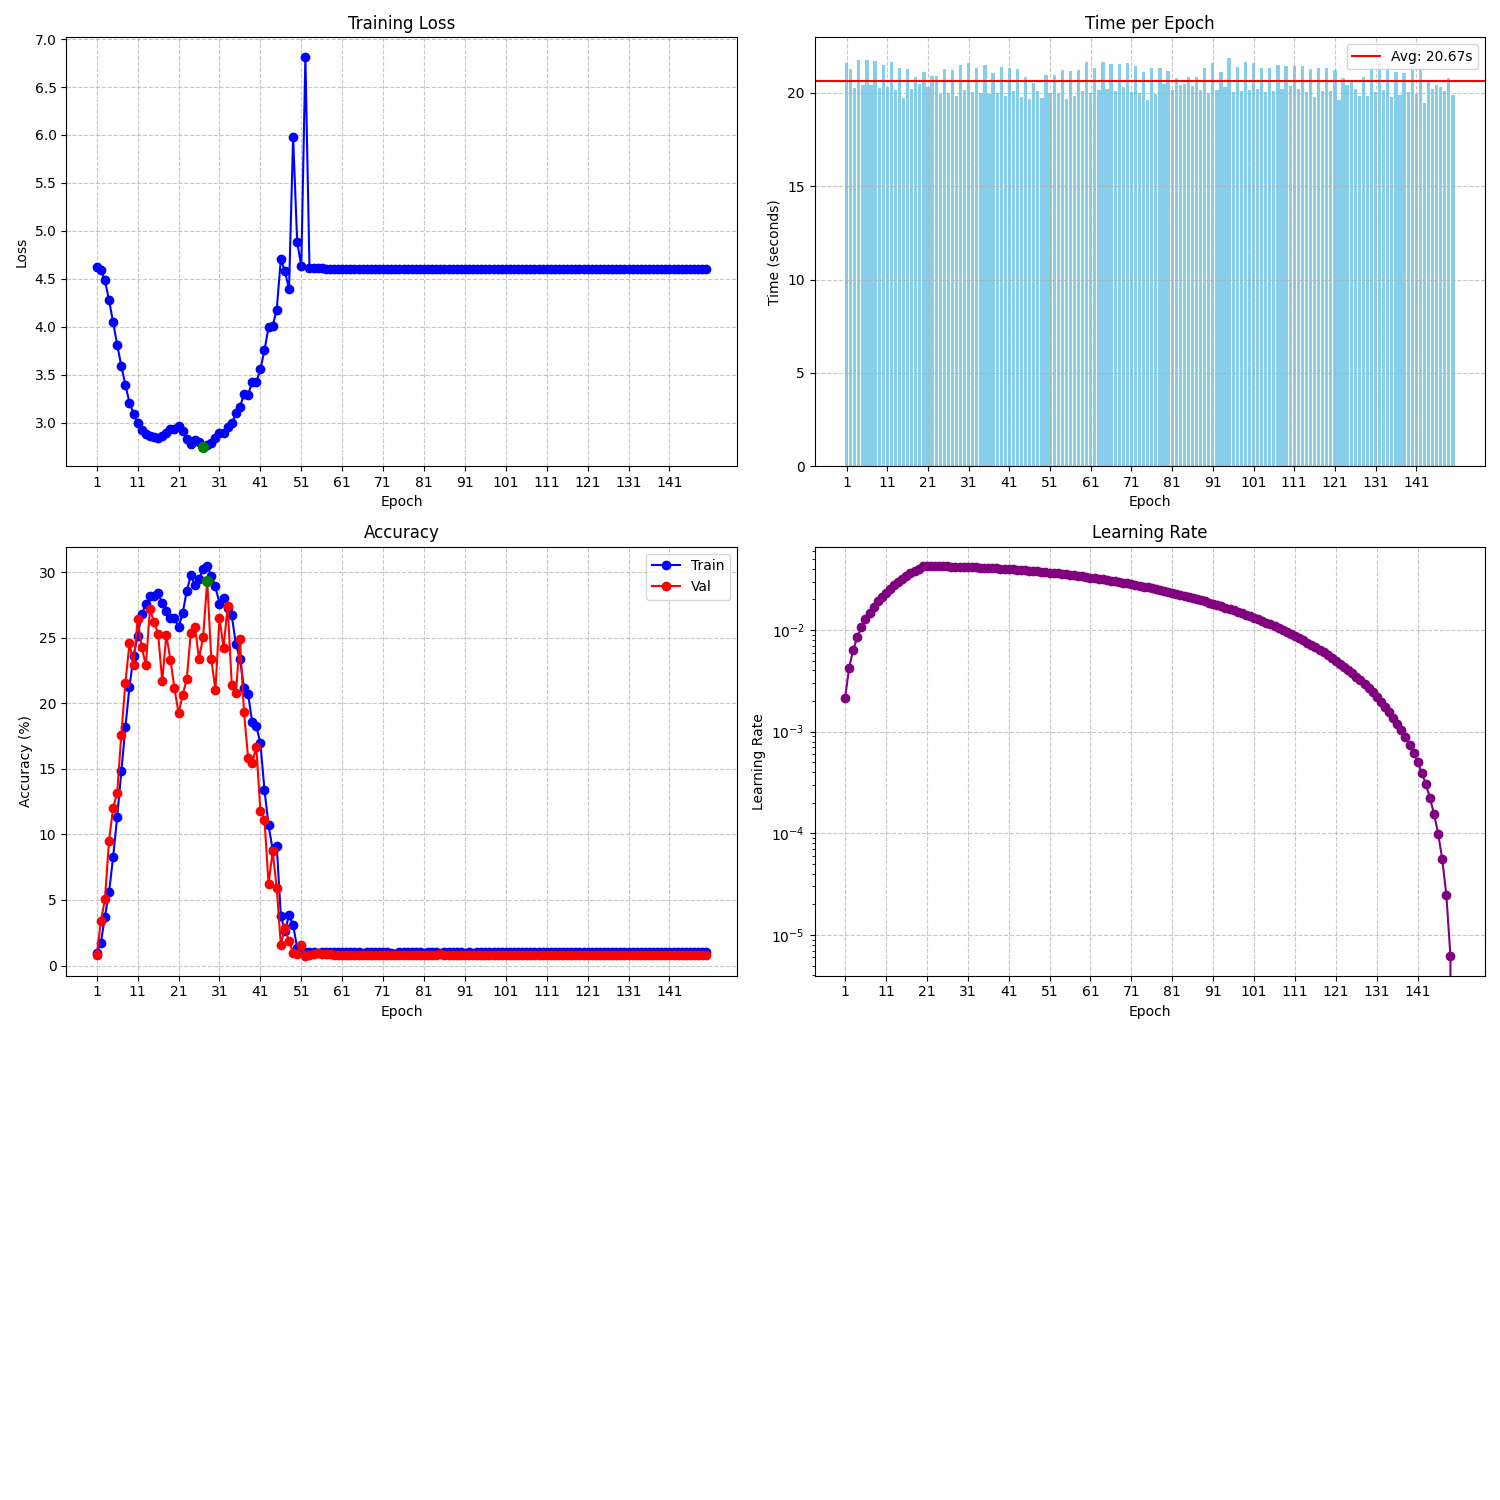 Training Loss
7.0
6.5
6.0
5.5
5.0
4.5
4.0
3.5
3.0
Loss
1 11 21 31 41 51 61 71 81 91 101 111 121 131 141
Epoch
Time per Epoch
Avg: 20.67s
20
15
10
5
0
Time (seconds)
1 11 21 31 41 51 61 71 81 91 101 111 121 131 141
Epoch
Accuracy
Train
Val
30
25
20
15
10
5
0
Accuracy (%)
1 11 21 31 41 51 61 71 81 91 101 111 121 131 141
Epoch
Learning Rate
10⁻²
10⁻³
10⁻⁴
10⁻⁵
Learning Rate
1 11 21 31 41 51 61 71 81 91 101 111 121 131 141
Epoch